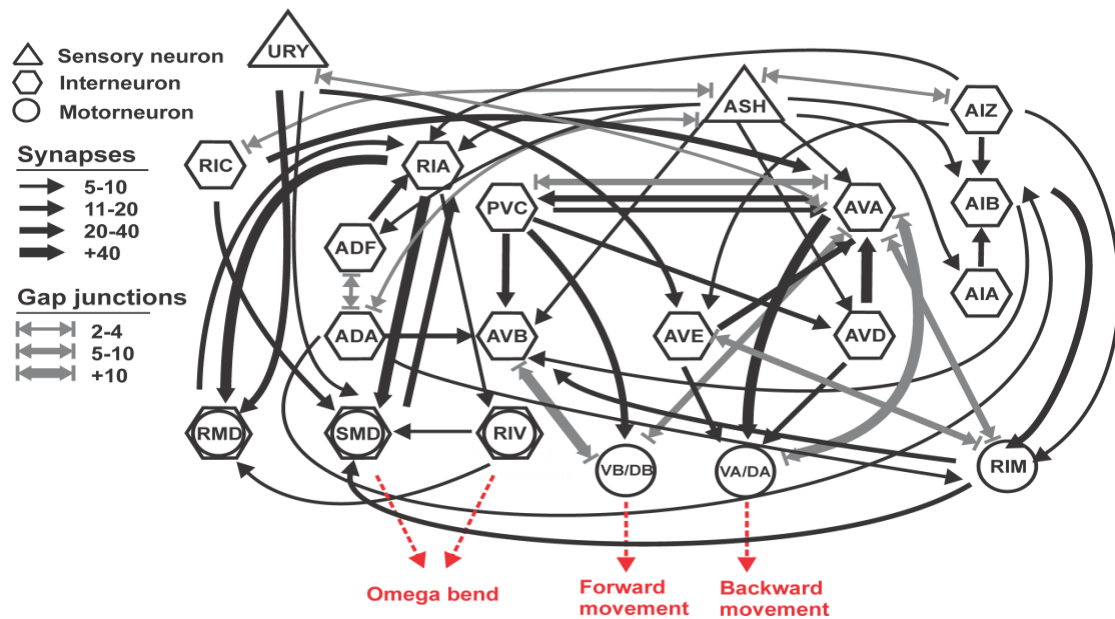 URY
Sensory neuron
Interneuron
Motorneuron
ASH
AIZ
Synapses
5-10
11-20
20-40
+40
RIC
RIA
PVC
AVA
AIB
ADF
AIA
Gap junctions
2-4
5-10
+10
ADA
AVB
AVE
AVD
RMD
SMD
RIV
VB/DB
VA/DA
RIM
Omega bend
Forward
movement
Backward
movement